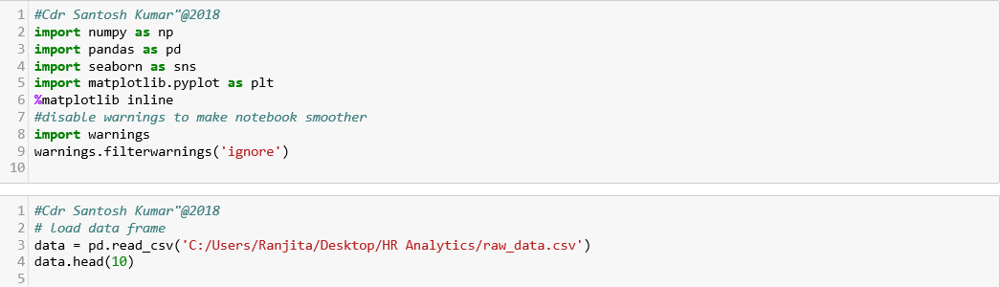 1 #Cdr Santosh Kumar"@2018
2 import numpy as np
3 import pandas as pd
4 import seaborn as sns
5 import matplotlib.pyplot as plt
6 %matplotlib inline
7 #disable warnings to make notebook smoother
8 import warnings
9 warnings.filterwarnings('ignore')
10
1 #Cdr Santosh Kumar"@2018
2 # load data frame
3 data = pd.read_csv('C:/Users/Ranjita/Desktop/HR Analytics/raw_data.csv')
4 data.head(10)
5